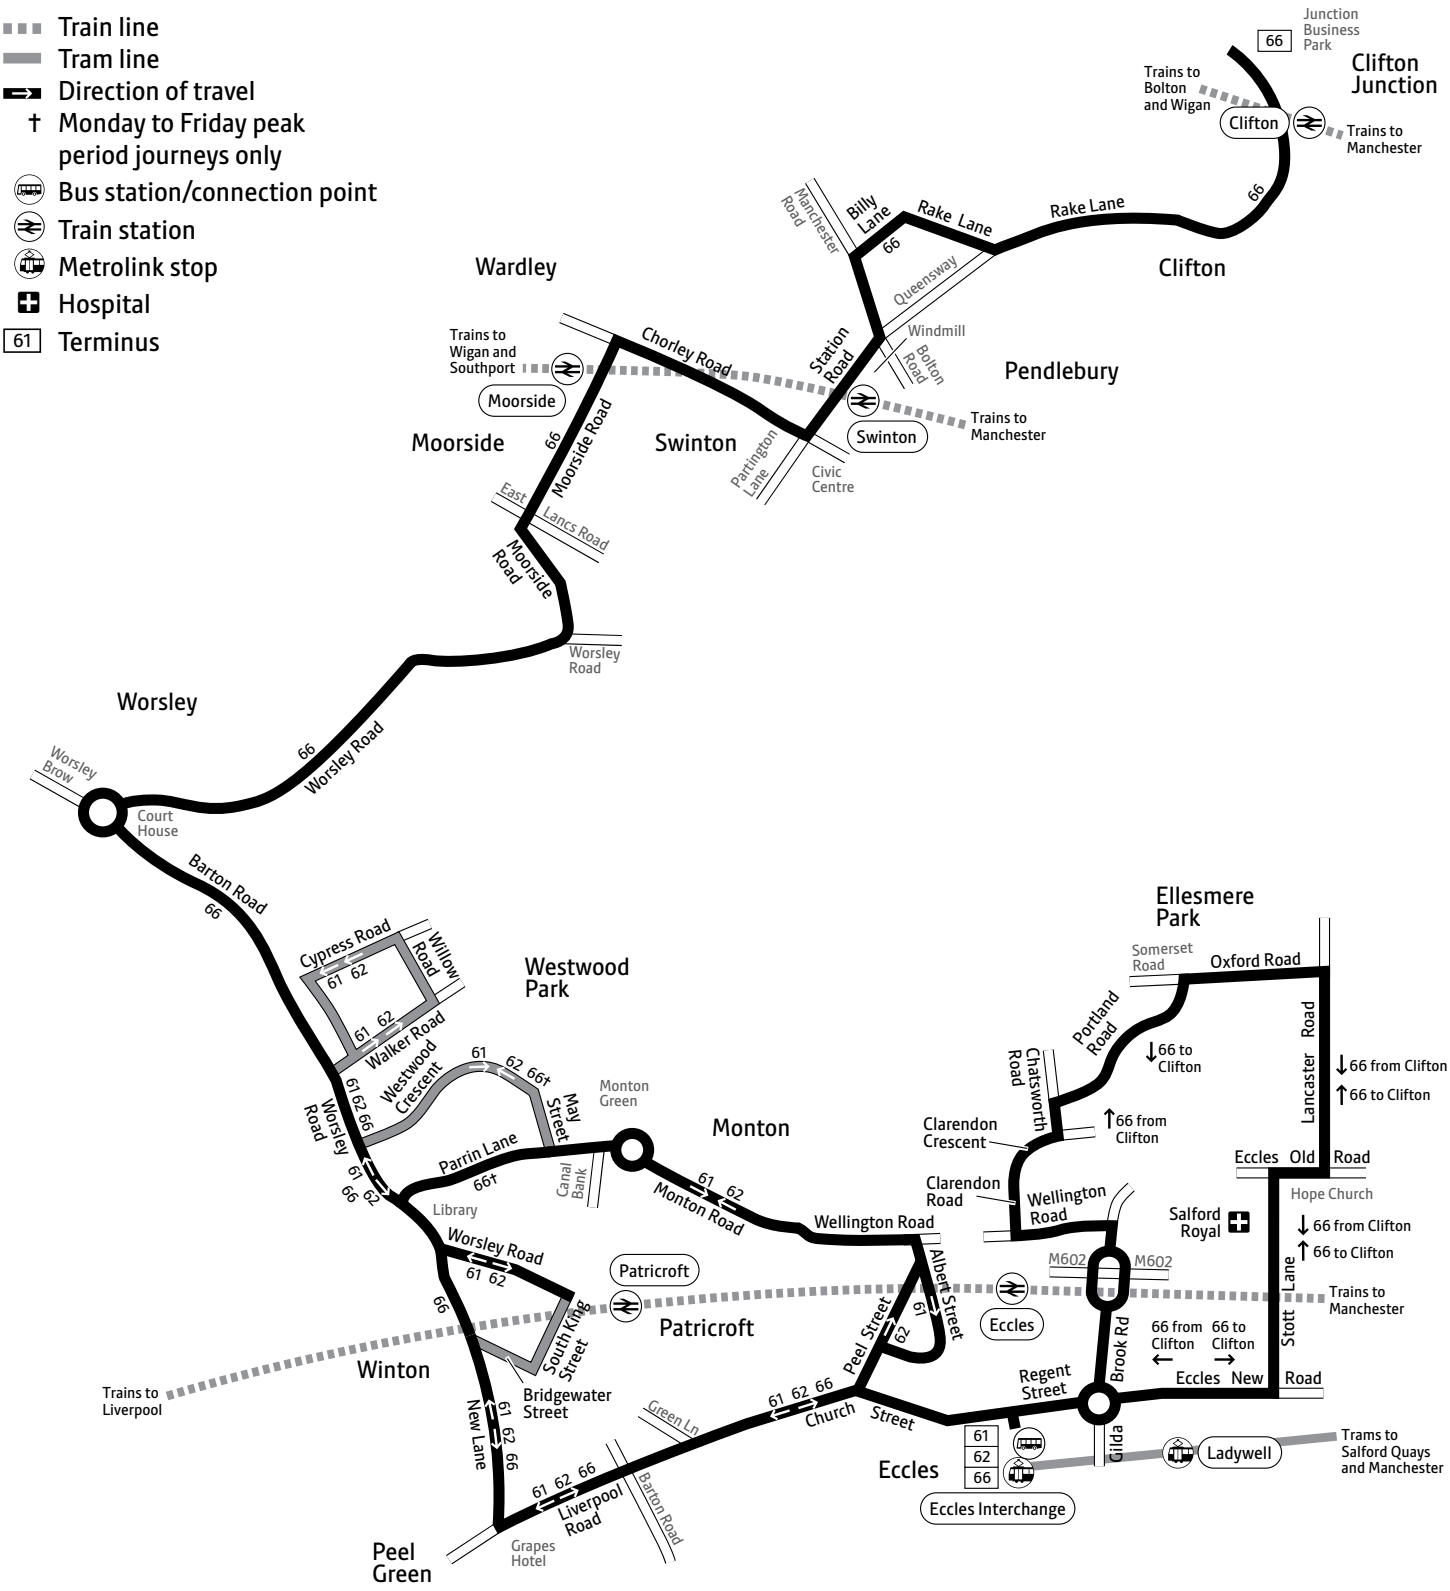 Train line
Tram line
Direction of travel
† Monday to Friday peak
period journeys only
Bus station/connection point
Train station
Metrolink stop
Hospital
61 Terminus
66
Junction
Business
Park
Clifton
Junction
Trains to
Bolton
and Wigan
Clifton
Trains to
Manchester
66
Rake Lane
Rake Lane
Billy
Lane
66
Manchester
Road
Clifton
Queensway
Windmill
Bolton
Road
Pendlebury
Station
Road
Wardley
Trains to
Wigan and
Southport
Chorley Road
Moorside
Moorside
66
Moorside Road
Swinton
Swinton
Trains to
Manchester
Partington
Lane
Civic
Centre
East
Lancs Road
Moorside
Road
Worsley
Road
Worsley
66
Worsley Road
Worsley
Brow
Court
House
Barton Road
66
Cypress Road
61 62
Willow
Road
61 62
Walker Road
Westwood
Park
Westwood
Crescent
61
62 66†
May
Street
61 62 66
Worsley
Road
61 62
66
Parrin Lane
66†
Canal
Bank
Monton
Green
Monton
61 62
Monton Road
Library
Worsley Road
61 62
66
Wellington Road
Albert Street
61
Peel Street
62
Patricroft
Patricroft
South King
Street
Winton
Bridgewater
Street
Trains to
Liverpool
New Lane
61 62 66
Green Ln
61 62 66
Church
Street
61 62 66
Liverpool
Road
Barton Road
Grapes
Hotel
Peel
Green
Ellesmere
Park
Somerset
Road
Oxford Road
Portland
Road
↓66 to
Clifton
Lancaster Road
↓66 from Clifton
↑66 to Clifton
Chatsworth
Road
↑66 from
Clifton
Clarendon
Crescent
Clarendon
Road
Wellington
Road
Eccles Old Road
Hope Church
Salford
Royal
↓ 66 from Clifton
↑ 66 to Clifton
M602
M602
Stott Lane
Trains to
Manchester
Eccles
Brook Rd
66 from
Clifton
←
66 to
Clifton
→
Regent
Street
Eccles New Road
Gilda
Eccles
61
62
66
Eccles Interchange
Ladywell
Trams to
Salford Quays
and Manchester